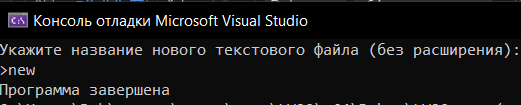 Консоль отладки Microsoft Visual Studio
Укажите название нового текстового файла (без расширения):
>new
Программа завершена